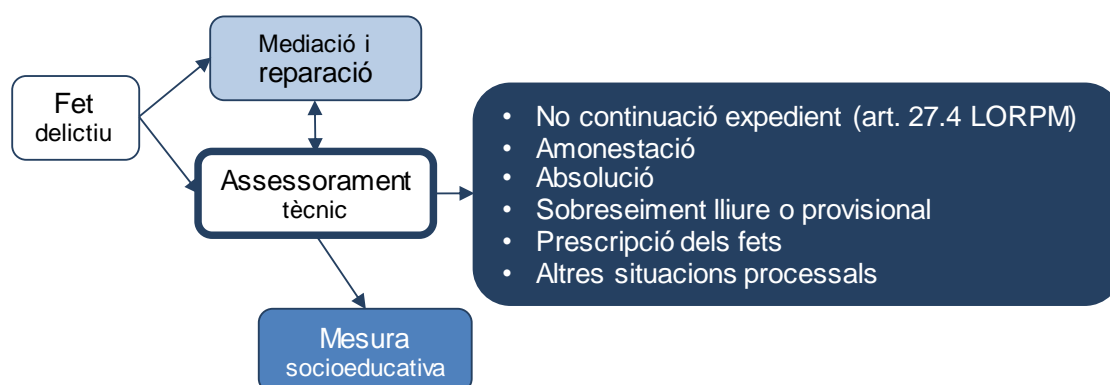 Mediació i
reparació
Fet
delictiu
Assessorament
tècnic
• No continuació expedient (art. 27.4 LORPM)
• Amonestació
• Absolució
• Sobreseiment lliure o provisional
• Prescripció dels fets
• Altres situacions processals
Mesura
socioeducativa